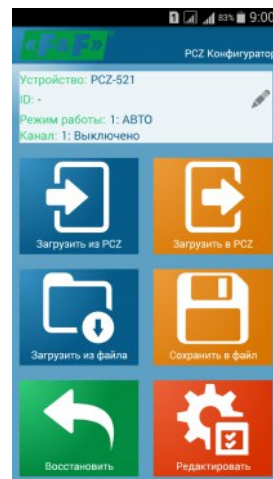 83% 9:00
«F&F»
PCZ Конфигуратор
Устройство: PCZ-521
ID: -
Режим работы: 1: АВТО
Канал: 1: Выключено
Загрузить из PCZ
Загрузить в PCZ
Загрузить из файла
Сохранить в файл
Восстановить
Редактировать